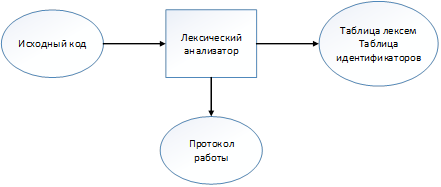 Исходный код
Лексический
анализатор
Таблица лексем
Таблица
идентификаторов
Протокол
работы